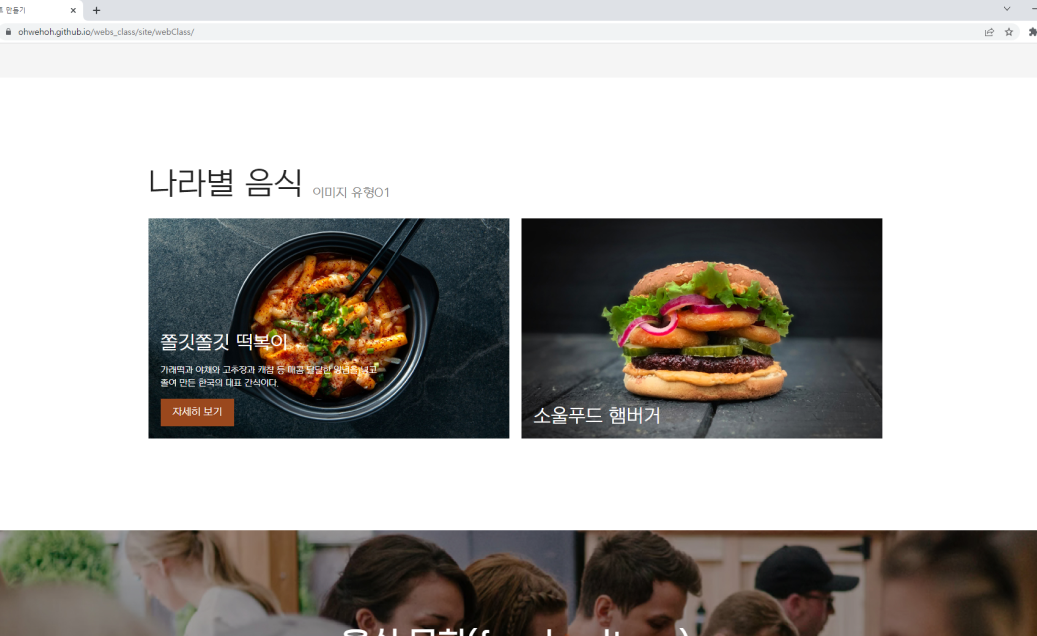 만들기
ohwehoh.github.io/webs_class/site/webClass/
나라별 음식 이미지 유형01
쫄깃쫄깃 떡볶이
가래떡과 야채와 고추장과 캐찹 등 매콤 달달한 양념을 넣고
졸여 만든 한국의 대표 간식이다.
자세히 보기
소울푸드 햄버거